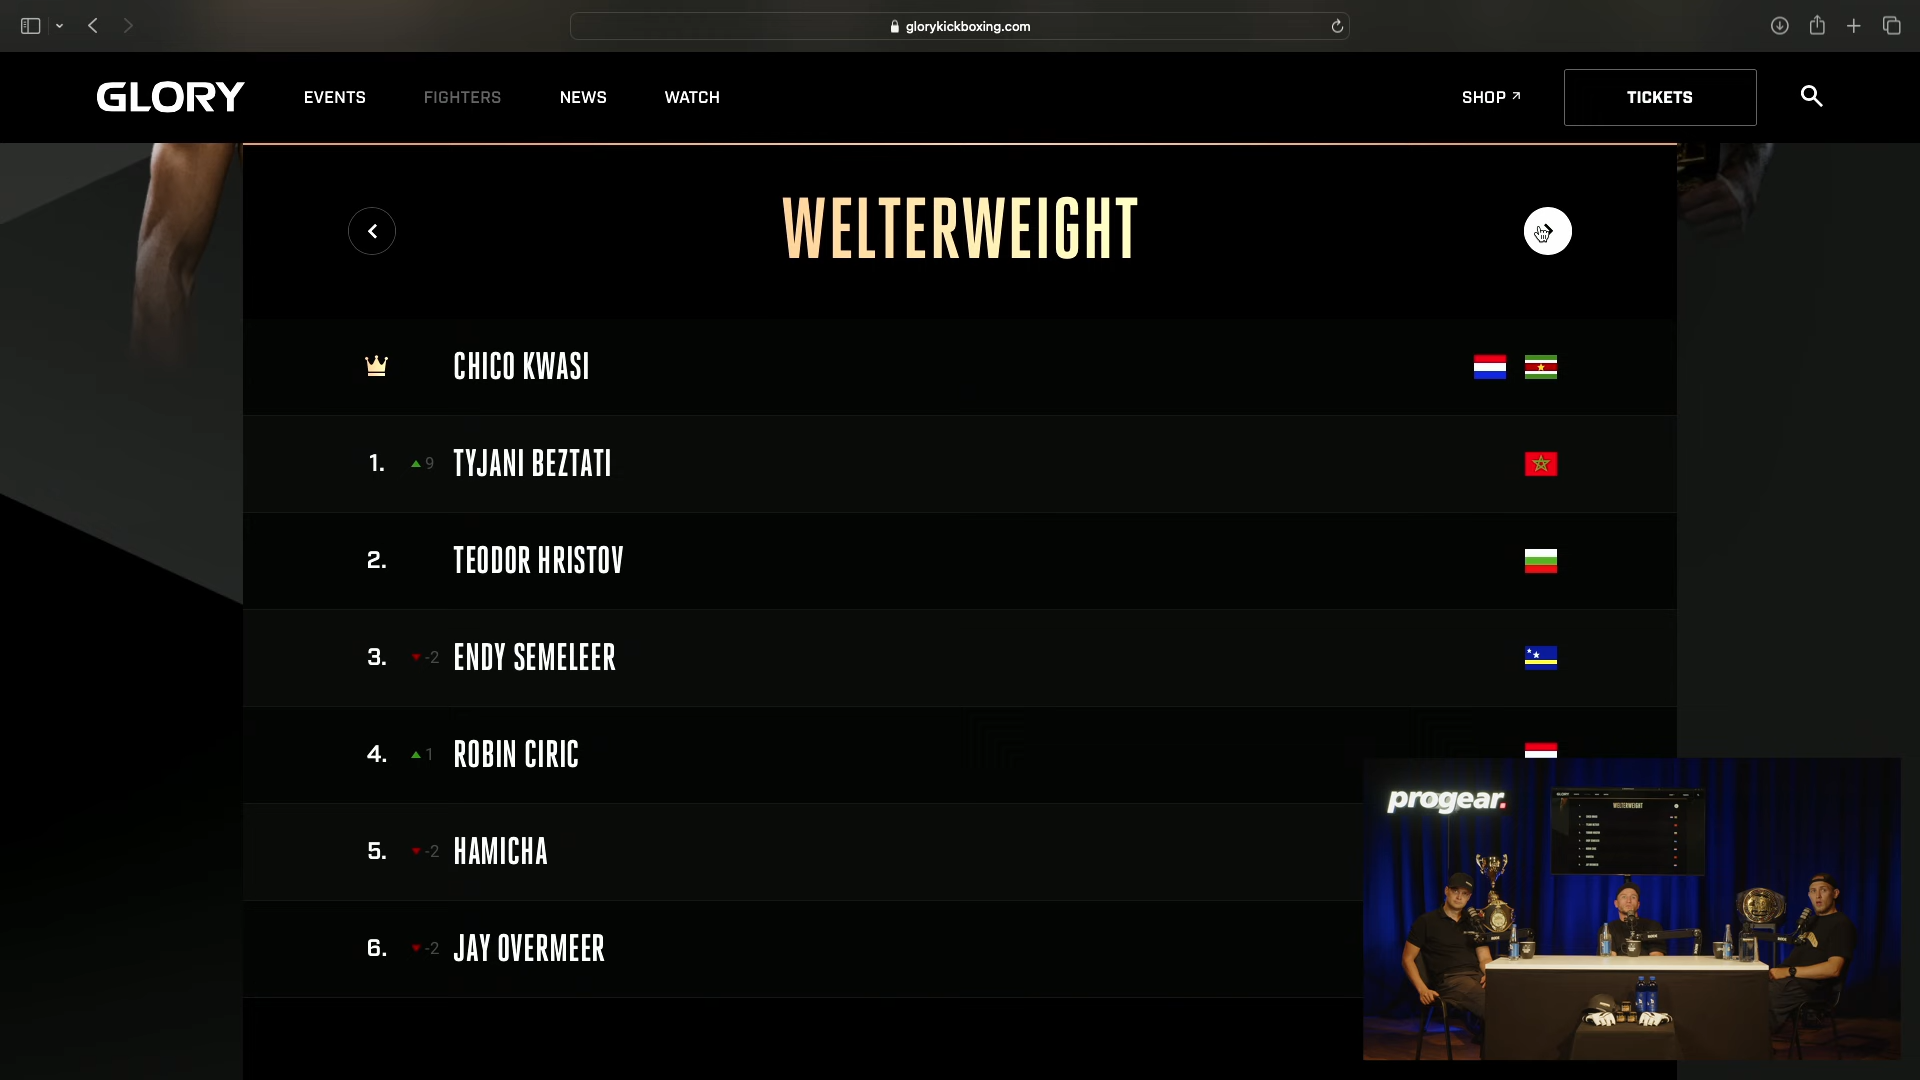 glorykickboxing.com
GLORY
EVENTS
FIGHTERS
NEWS
WATCH
SHOP
TICKETS
WELTERWEIGHT
CHICO KWASI
1. 9 TYJANI BEZTATI
2. TEODOR HRISTOV
3. -2 ENDY SEMELEER
4. 1 ROBIN CIRIC
5. -2 HAMICHA
6. -2 JAY OVERMEER
progear.
WELTERWEIGHT